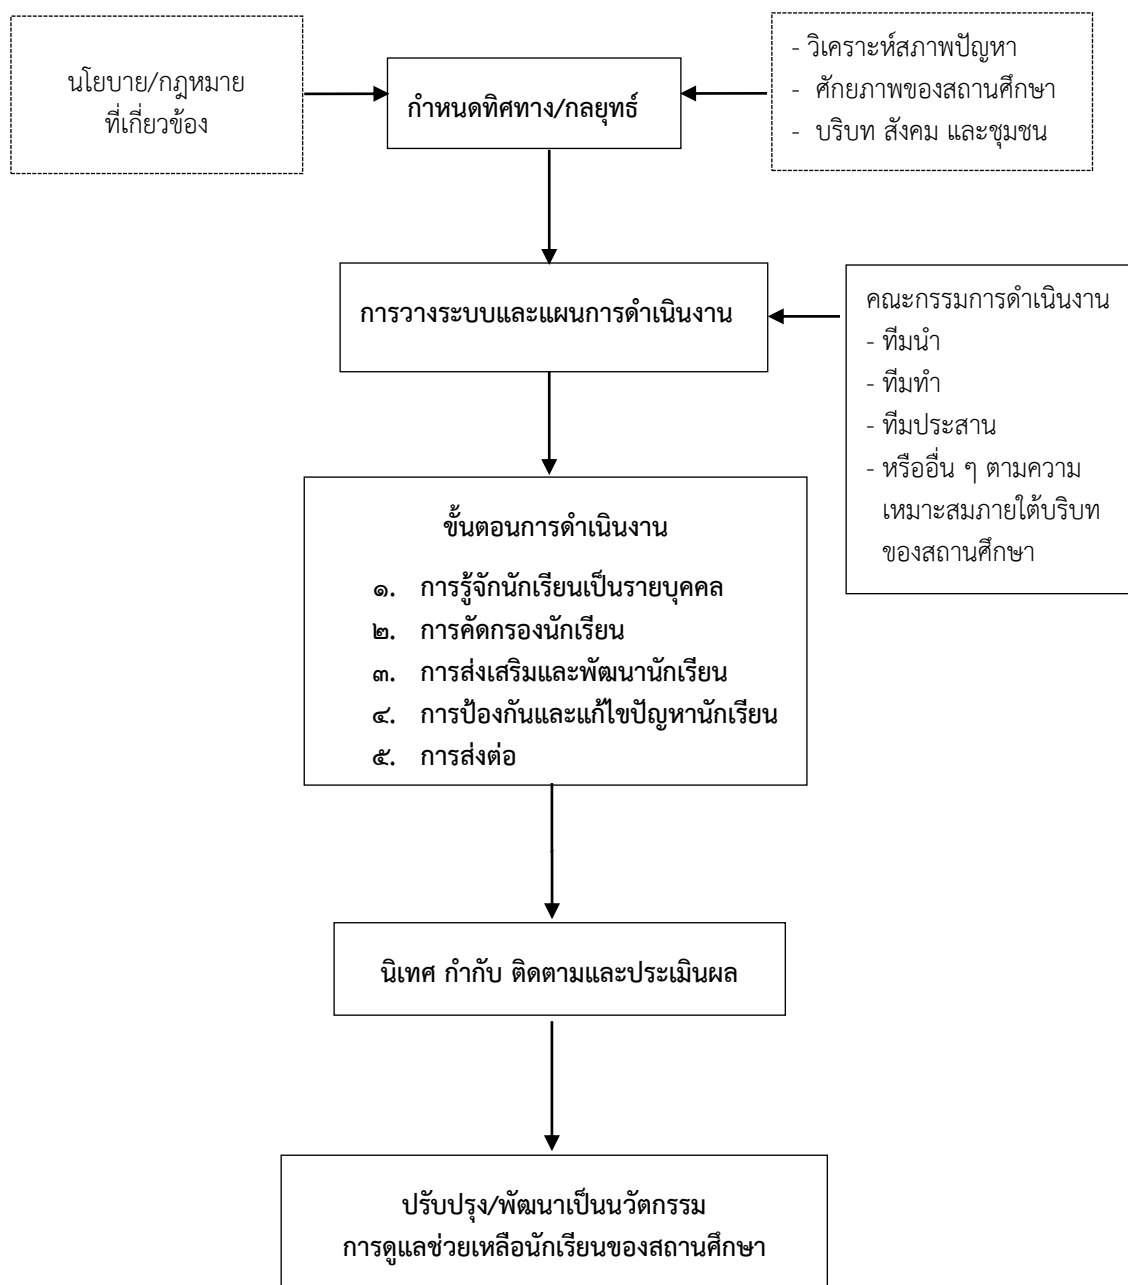 นโยบาย/กฎหมาย
ที่เกี่ยวข้อง
กำหนดทิศทาง/กลยุทธ์
- วิเคราะห์สภาพปัญหา
- ศักยภาพของสถานศึกษา
- บริบท สังคม และชุมชน
การวางระบบและแผนการดำเนินงาน
คณะกรรมการดำเนินงาน
- ทีมนำ
- ทีมทำ
- ทีมประสาน
- หรืออื่น ๆ ตามความ
เหมาะสมภายใต้บริบท
ของสถานศึกษา
ขั้นตอนการดำเนินงาน
๑. การรู้จักนักเรียนเป็นรายบุคคล
๒. การคัดกรองนักเรียน
๓. การส่งเสริมและพัฒนานักเรียน
๔. การป้องกันและแก้ไขปัญหานักเรียน
๕. การส่งต่อ
นิเทศ กำกับ ติดตามและประเมินผล
ปรับปรุง/พัฒนาเป็นนวัตกรรม
การดูแลช่วยเหลือนักเรียนของสถานศึกษา